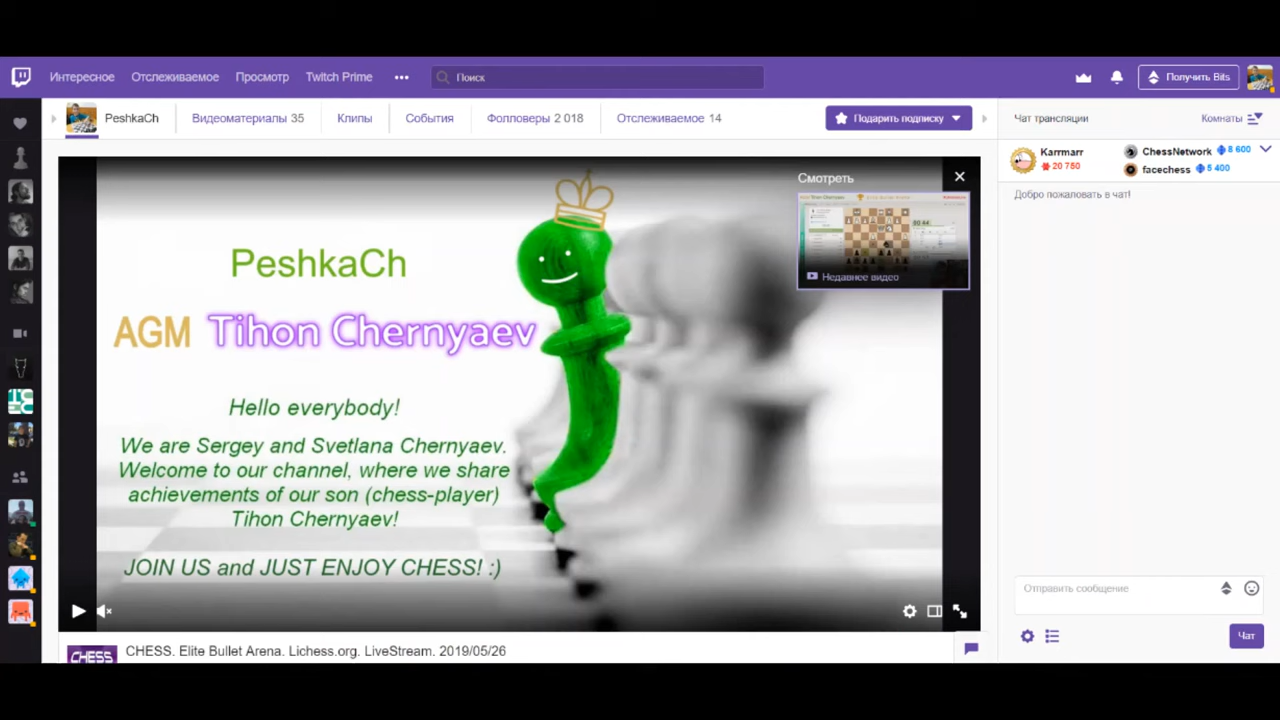 Интересное Отслеживаемое Просмотр Twitch Prime ••• Поиск Получить Bits
PeshkaCh Видеоматериалы 35 Клипы События Фолловеры 2 018 Отслеживаемое 14 Подарить подписку
Чат трансляции Комнаты
Karrmarr
20 750
ChessNetwork 8 600
facechess 5 400
Добро пожаловать в чат!
Смотреть
Недавнее видео
PeshkaCh
AGM Tihon Chernyaev
Hello everybody!
We are Sergey and Svetlana Chernyaev.
Welcome to our channel, where we share
achievements of our son (chess-player)
Tihon Chernyaev!
JOIN US and JUST ENJOY CHESS! :)
Отправить сообщение
Чат
CHESS
CHESS. Elite Bullet Arena. Lichess.org. LiveStream. 2019/05/26